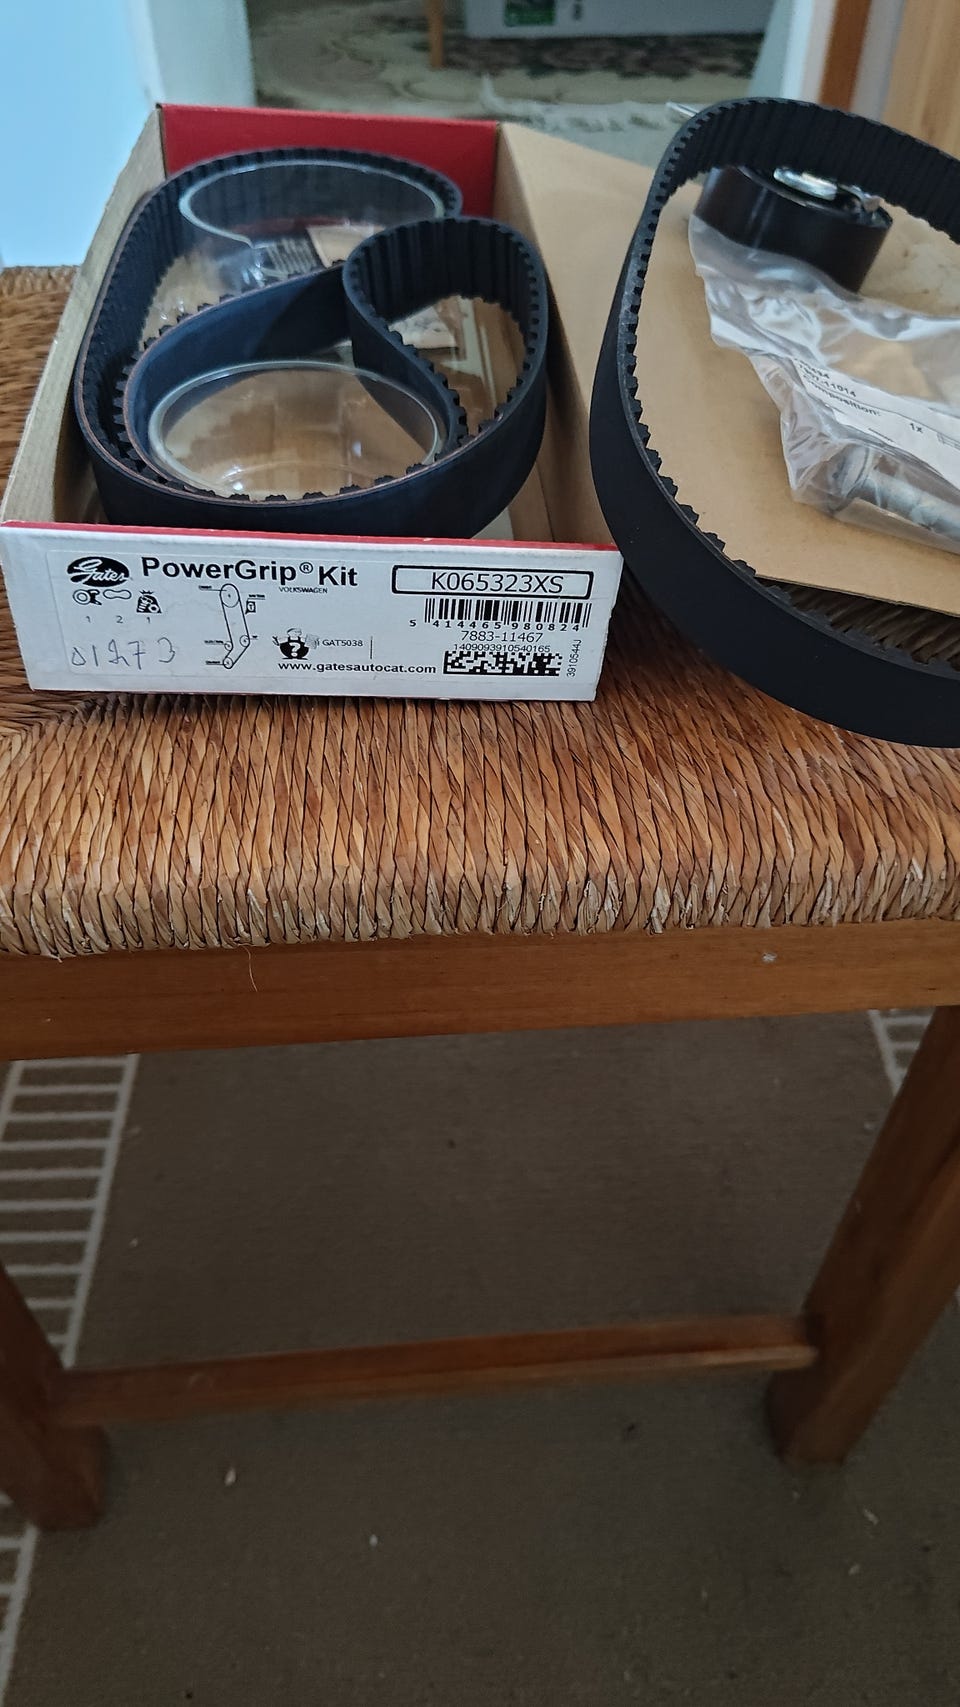 Gates PowerGrip® Kit
VOLKSWAGEN
K065323XS
5 414465 980824
1 2 1
7883-11467
1409093910540165
GAT5038
www.gatesautocat.com
3910544J
1x